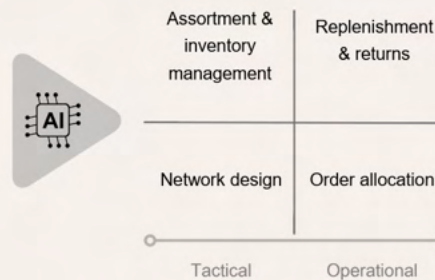 Assortment &
inventory
management
Replenishment
& returns
AI
Network design
Order allocation
Tactical
Operational